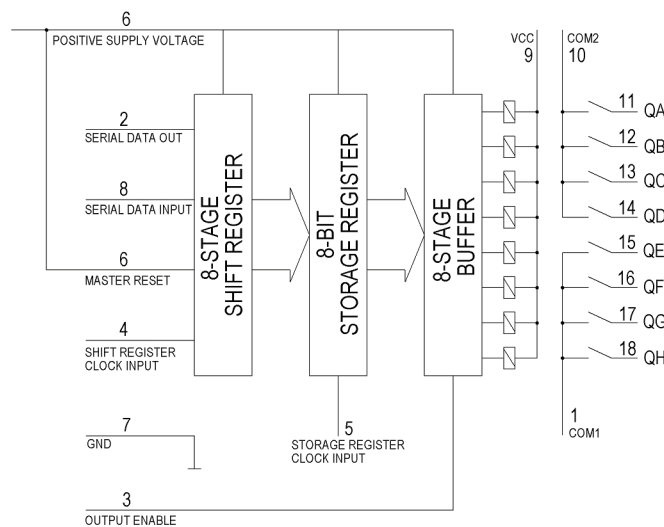 6
POSITIVE SUPPLY VOLTAGE
VCC
9
COM2
10
2
SERIAL DATA OUT
8
SERIAL DATA INPUT
6
MASTER RESET
4
SHIFT REGISTER
CLOCK INPUT
7
GND
3
OUTPUT ENABLE
8-STAGE
SHIFT REGISTER
8-BIT
STORAGE REGISTER
5
STORAGE REGISTER
CLOCK INPUT
8-STAGE
BUFFER
11 QA
12 QB
13 QC
14 QD
15 QE
16 QF
17 QG
18 QH
1
COM1